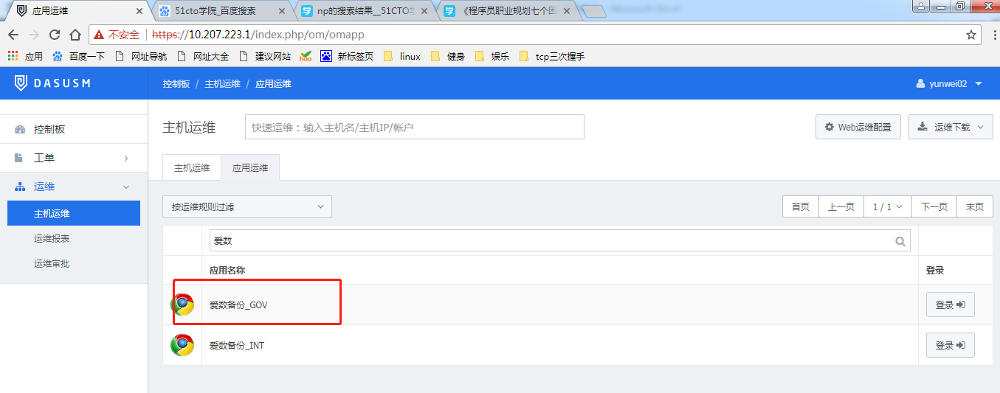 应用运维
51cto学院_百度搜索
np的搜索结果__51CTO学
《程序员职业规划七个因
不安全 https://10.207.223.1/index.php/om/omapp
应用 百度一下 网址导航 网址大全 建议网站 hao 新标签页 linux 健身 娱乐 tcp三次握手
DASUSM 控制板 / 主机运维 / 应用运维 yunwei02
控制板
工单
运维
主机运维
运维报表
运维审批
主机运维 快速运维：输入主机名/主机IP/帐户 Web运维配置 运维下载
主机运维 应用运维
按运维规则过滤 首页 上一页 1 / 1 下一页 末页
爱数
应用名称 登录
爱数备份_GOV 登录
爱数备份_INT 登录